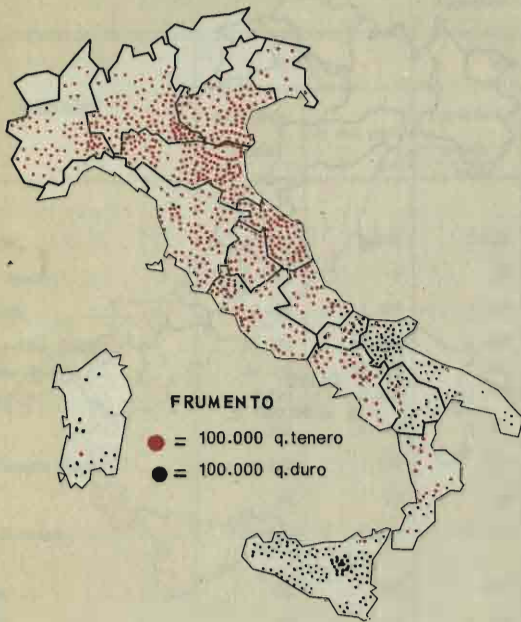 FRUMENTO
= 100.000 q.tenero
= 100.000 q.duro